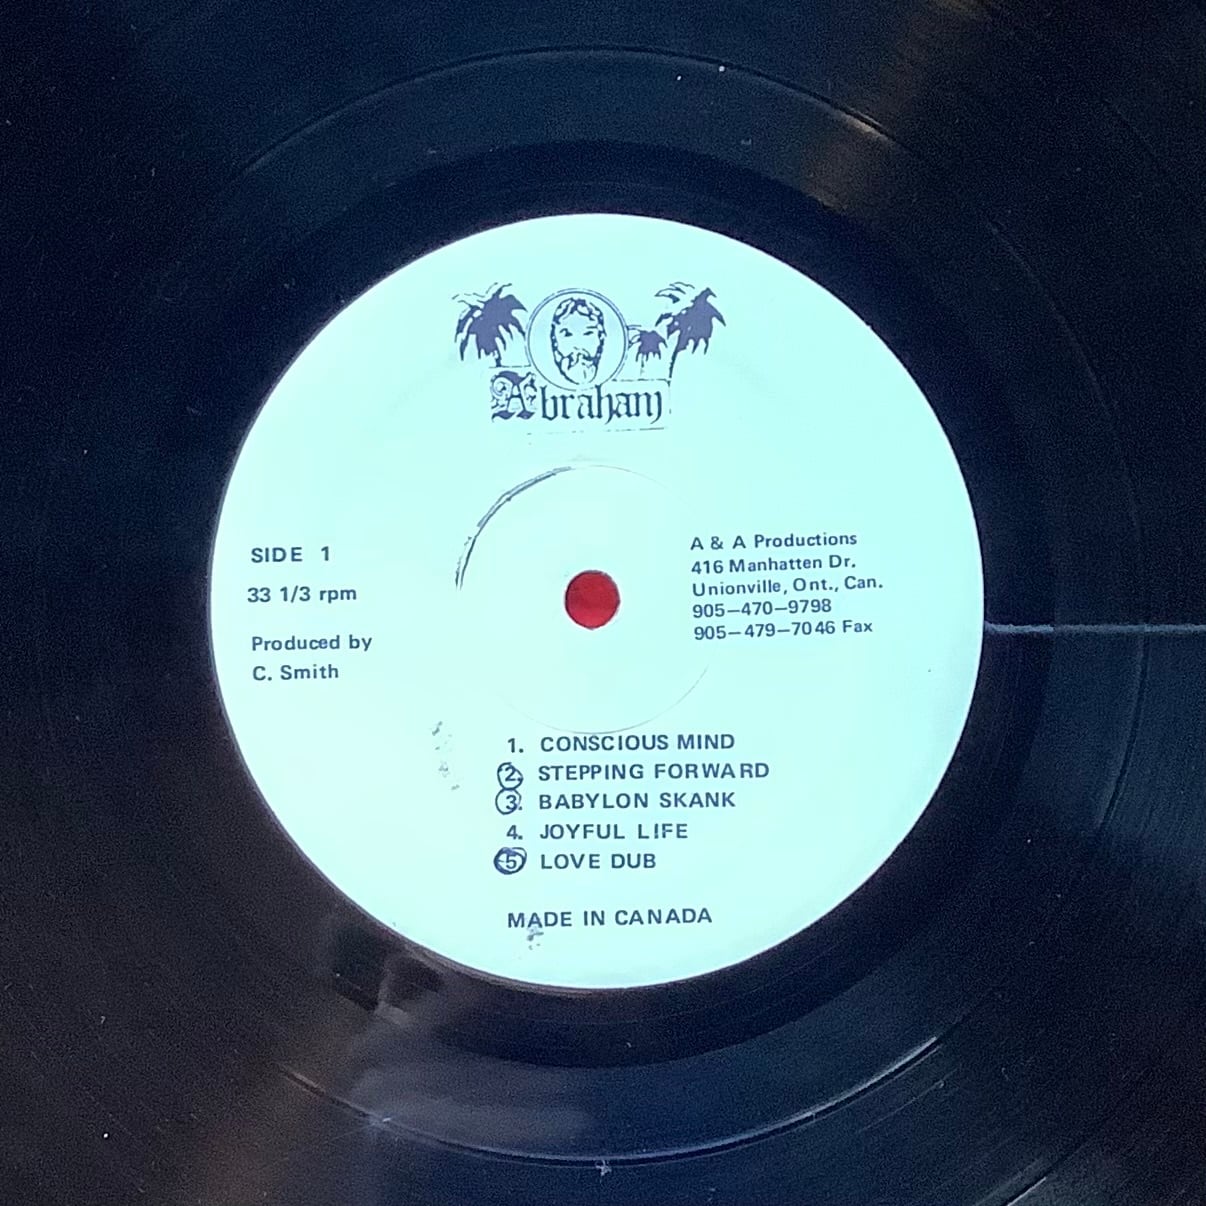 Abraham
SIDE 1
33 1/3 rpm
Produced by
C. Smith
A & A Productions
416 Manhatten Dr.
Unionville, Ont., Can.
905-470-9798
905-479-7046 Fax
1. CONSCIOUS MIND
2. STEPPING FORWARD
3. BABYLON SKANK
4. JOYFUL LIFE
5 LOVE DUB
MADE IN CANADA